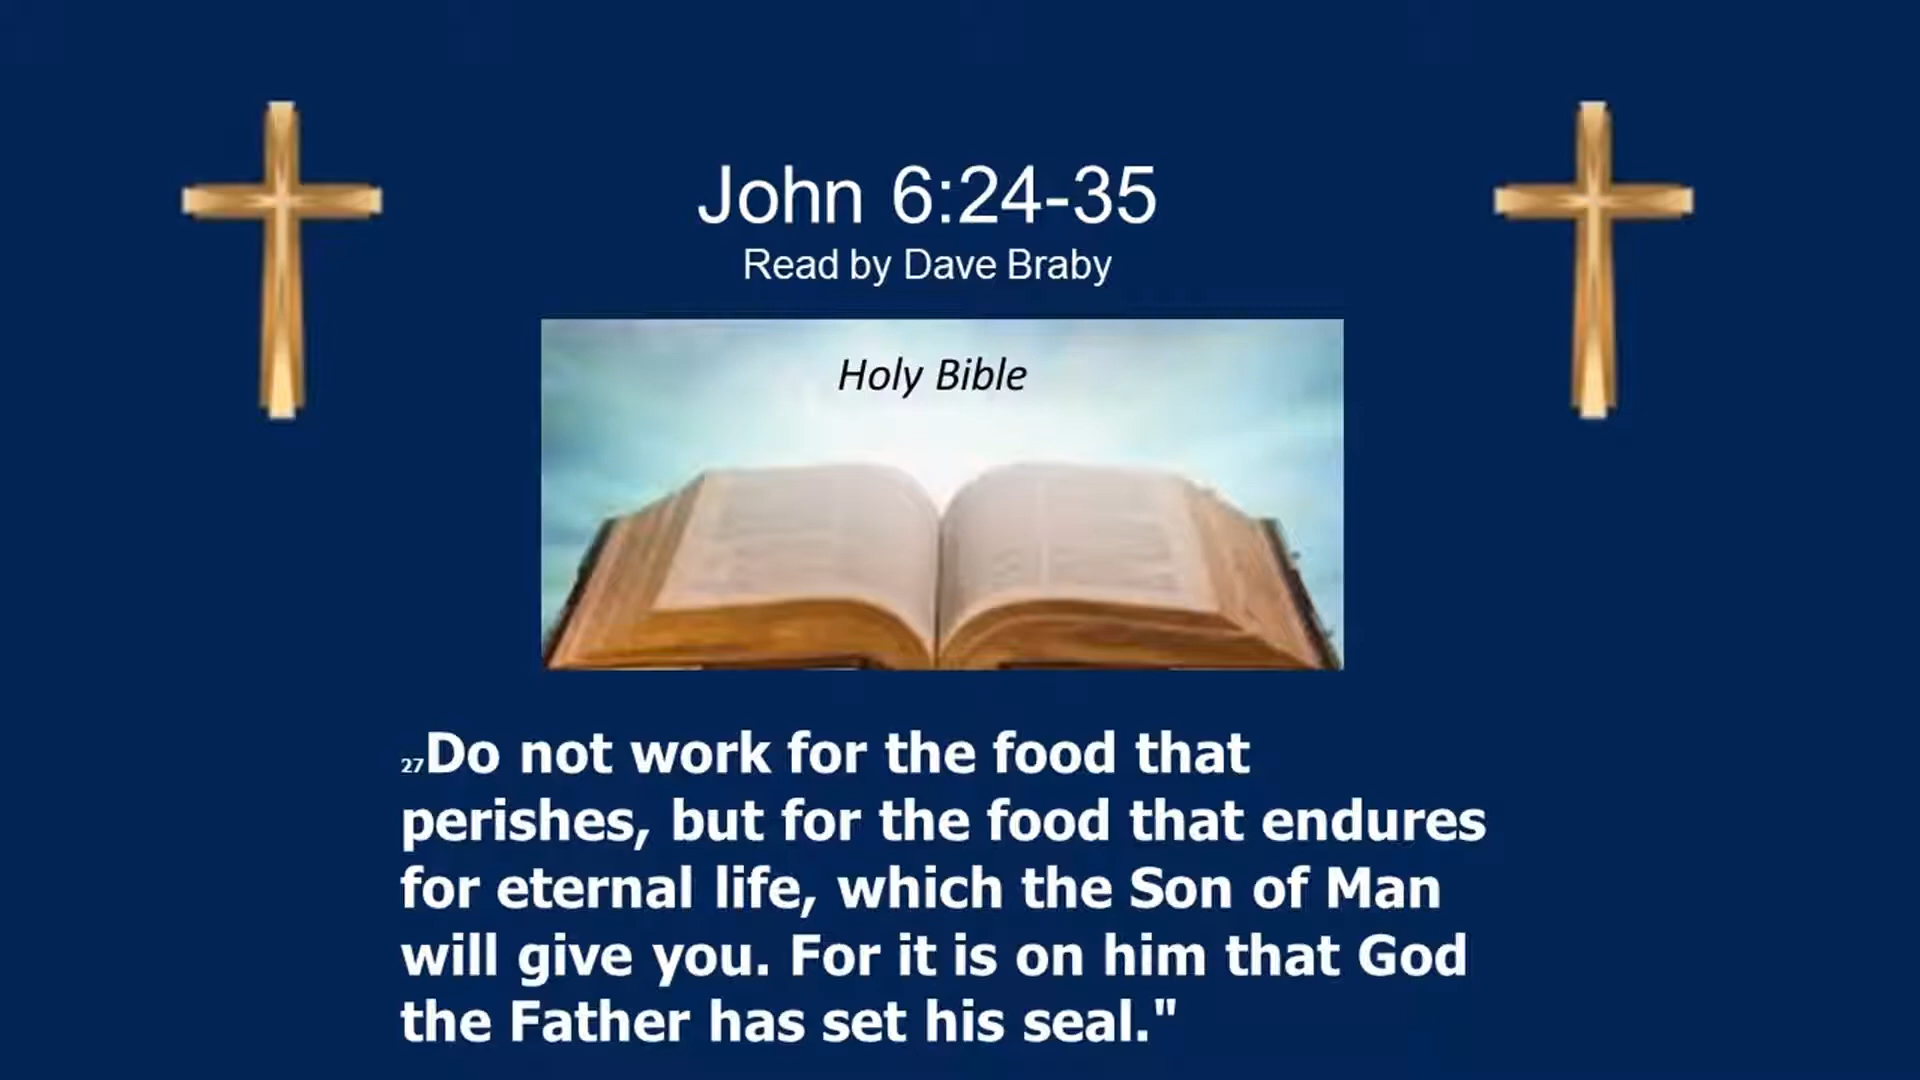 John 6:24-35
Read by Dave Braby
Holy Bible
27Do not work for the food that
perishes, but for the food that endures
for eternal life, which the Son of Man
will give you. For it is on him that God
the Father has set his seal."